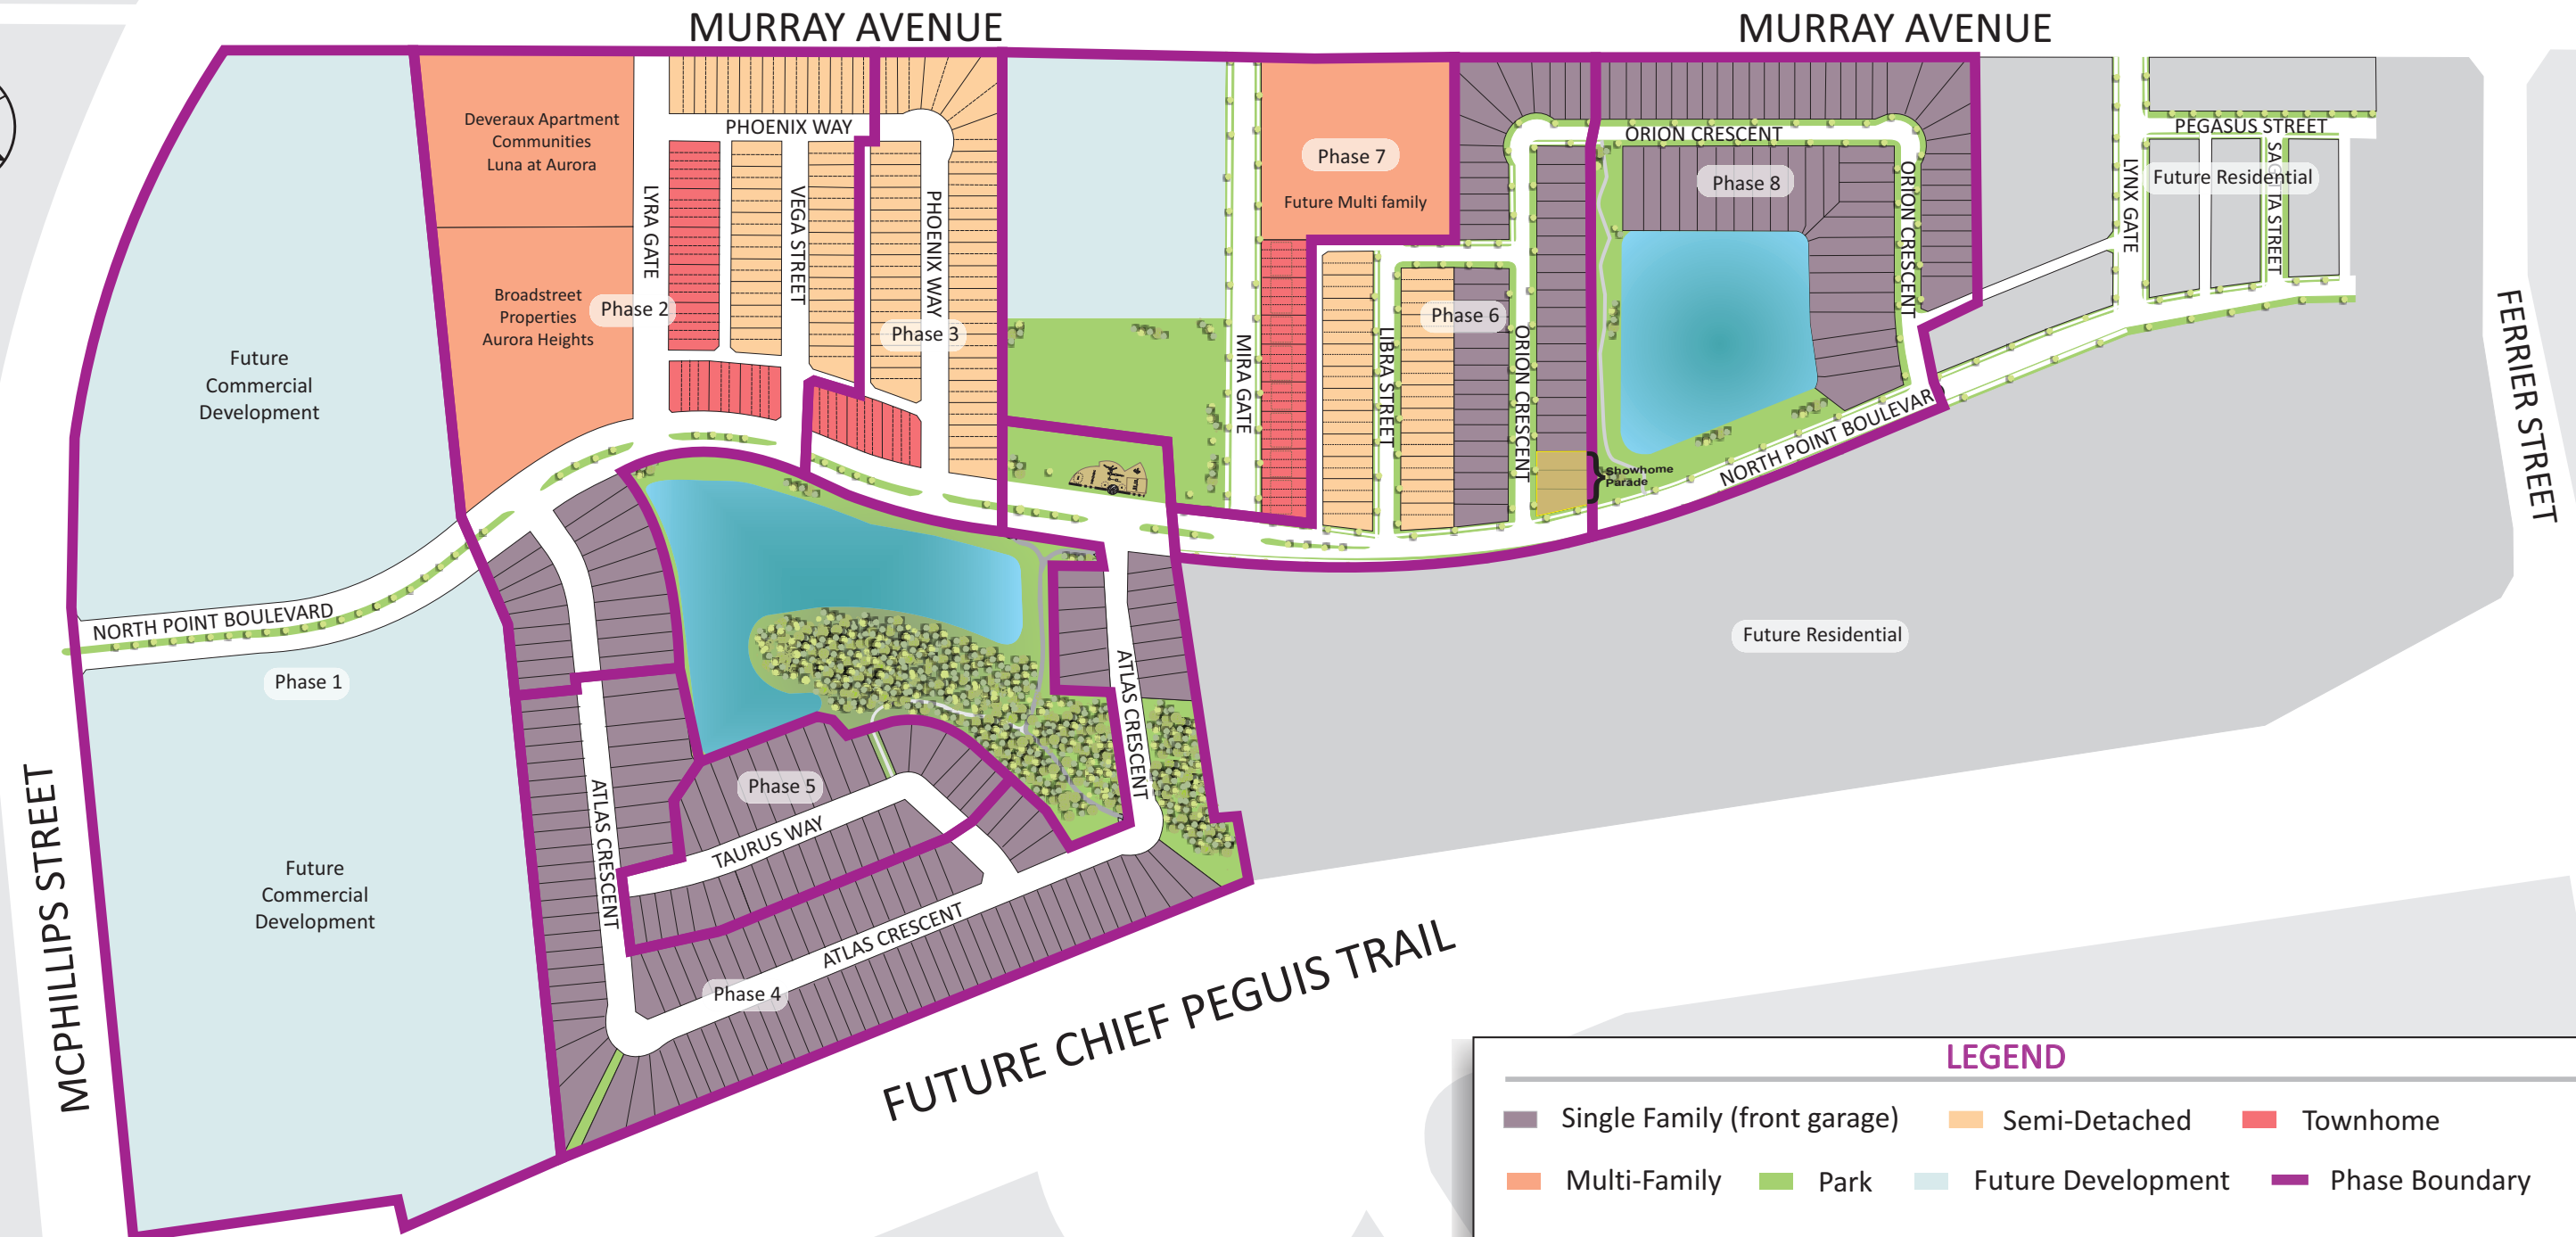 MURRAY AVENUE
MURRAY AVENUE
Deveraux Apartment
Communities
Luna at Aurora
PHOENIX WAY
LYRA GATE
VEGA STREET
PHOENIX WAY
Broadstreet
Properties
Aurora Heights
Phase 2
Phase 3
Future
Commercial
Development
Phase 7
Future Multi family
MIRA GATE
LIBRA STREET
Phase 6
ORION CRESCENT
ORION CRESCENT
Phase 8
ORION CRESCENT
Showhome
Parade
NORTH POINT BOULEVAR
LYNX GATE
PEGASUS STREET
Future Residential
SAGITTA STREET
FERRIER STREET
NORTH POINT BOULEVARD
Phase 1
Future Residential
ATLAS CRESCENT
Phase 5
TAURUS WAY
ATLAS CRESCENT
ATLAS CRESCENT
Phase 4
Future
Commercial
Development
MCPHILLIPS STREET
FUTURE CHIEF PEGUIS TRAIL
LEGEND
Single Family (front garage)
Semi-Detached
Townhome
Multi-Family
Park
Future Development
Phase Boundary